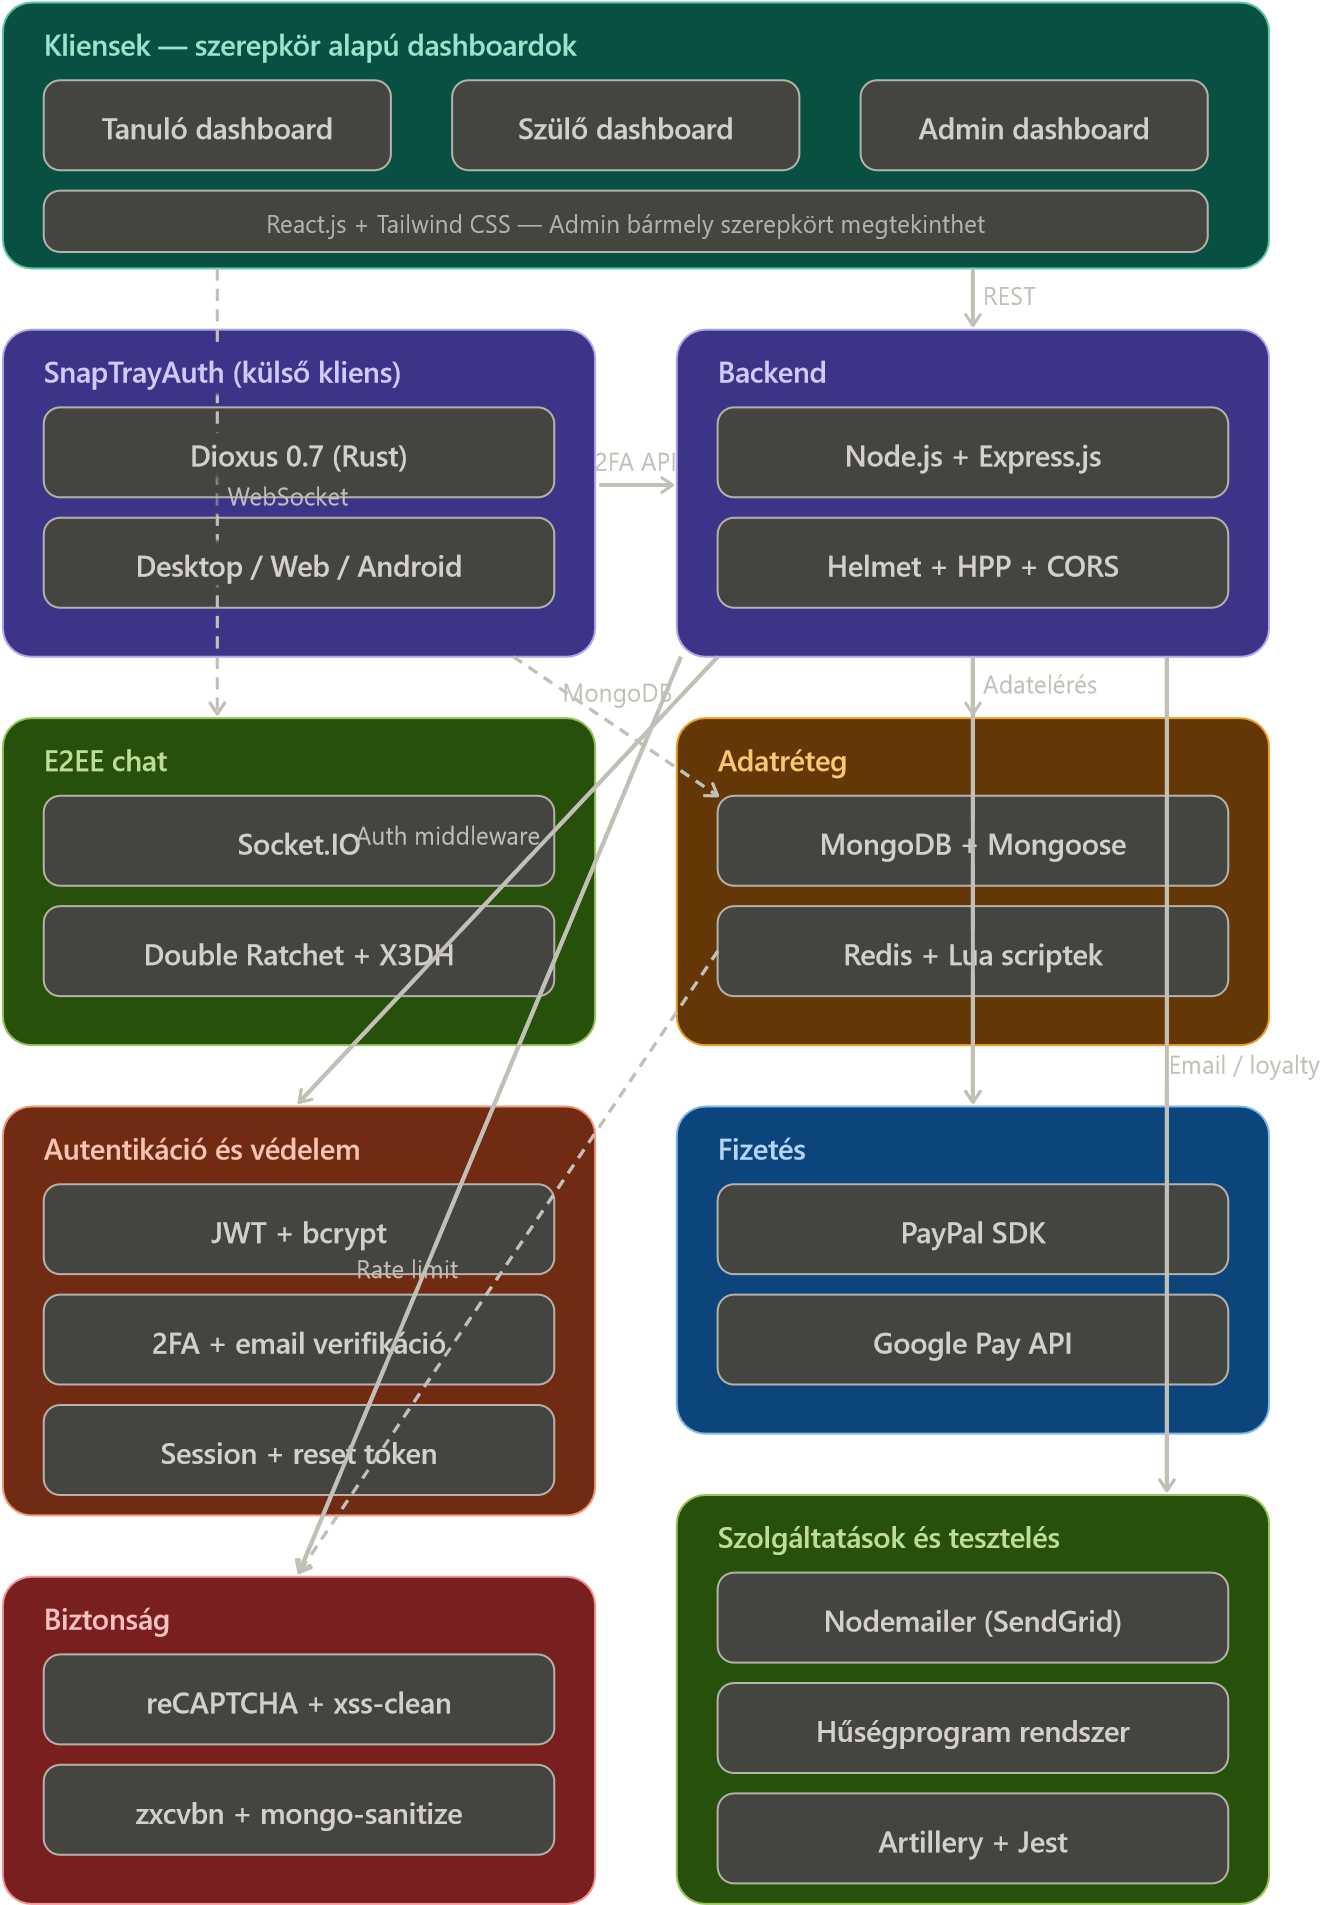 Kliensek — szerepkör alapú dashboardok
Tanuló dashboard
Szülő dashboard
Admin dashboard
React.js + Tailwind CSS — Admin bármely szerepkört megtekinthet
REST
SnapTrayAuth (külső kliens)
Dioxus 0.7 (Rust)
WebSocket
Desktop / Web / Android
2FA API
Backend
Node.js + Express.js
Helmet + HPP + CORS
MongoDB
Adatelérés
E2EE chat
Socket.IO
Auth middleware
Double Ratchet + X3DH
Adatréteg
MongoDB + Mongoose
Redis + Lua scriptek
Email / loyalty
Autentikáció és védelem
JWT + bcrypt
Rate limit
2FA + email verifikáció
Session + reset token
Fizetés
PayPal SDK
Google Pay API
Biztonság
reCAPTCHA + xss-clean
zxcvbn + mongo-sanitize
Szolgáltatások és tesztelés
Nodemailer (SendGrid)
Hűségprogram rendszer
Artillery + Jest